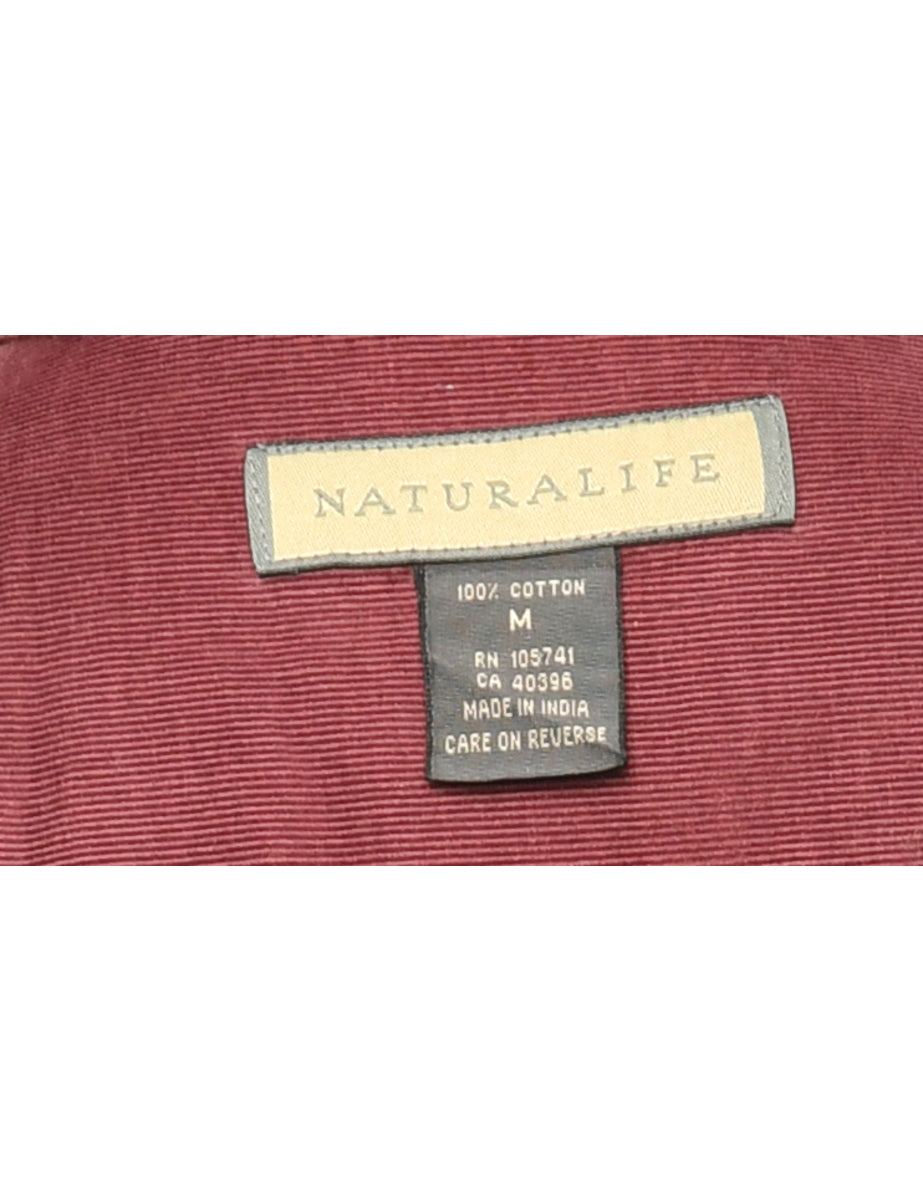 NATURALIFE
100% COTTON
M
RN 105741
CA 40396
MADE IN INDIA
CARE ON REVERSE